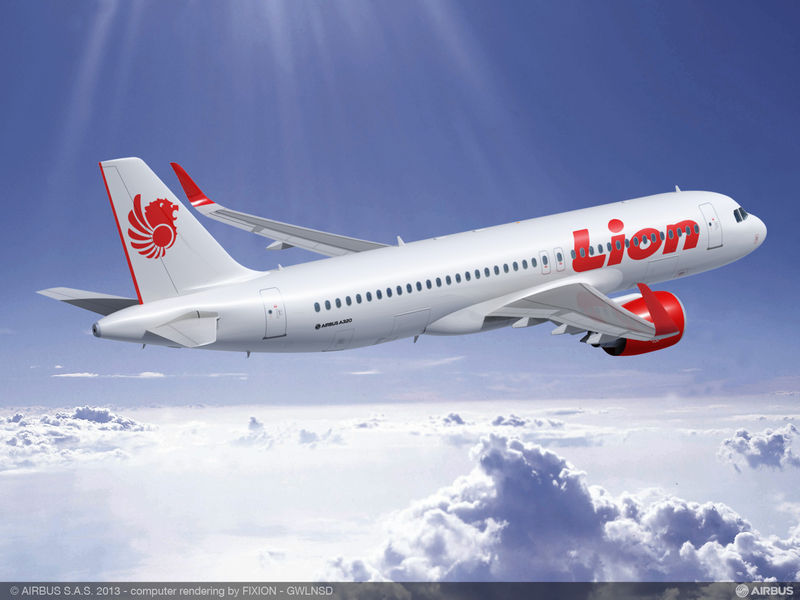 Lion
AIRBUS A320
© AIRBUS S.A.S. 2013 - computer rendering by FIXION - GWLNSD
AIRBUS